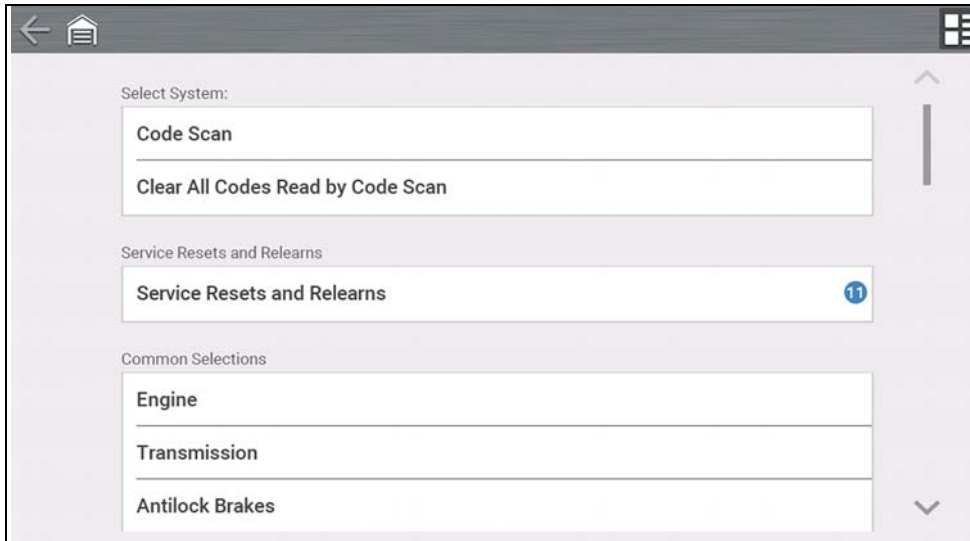 Select System:
Code Scan
Clear All Codes Read by Code Scan
Service Resets and Relearns
Service Resets and Relearns 11
Common Selections
Engine
Transmission
Antilock Brakes